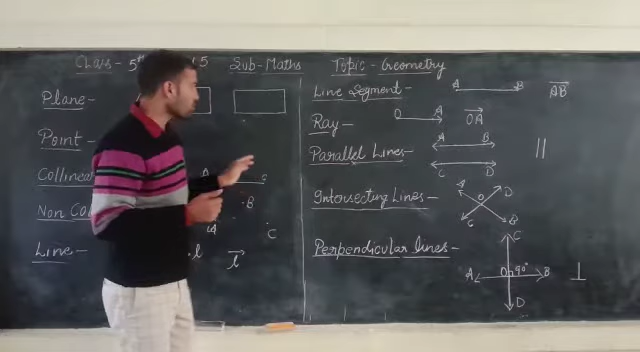 Class- 5th 5 Sub- Maths Topic- Geometry
Plane-
Point-
Collinear
A C
Non Co
B
A C
Line-
l l
Line Segment-
A B AB
Ray-
O A OA
Parallel Lines-
A B
C D
||
Intersecting Lines-
A D
O
C B
Perpendicular lines-
C
A O 90° B ⊥
D